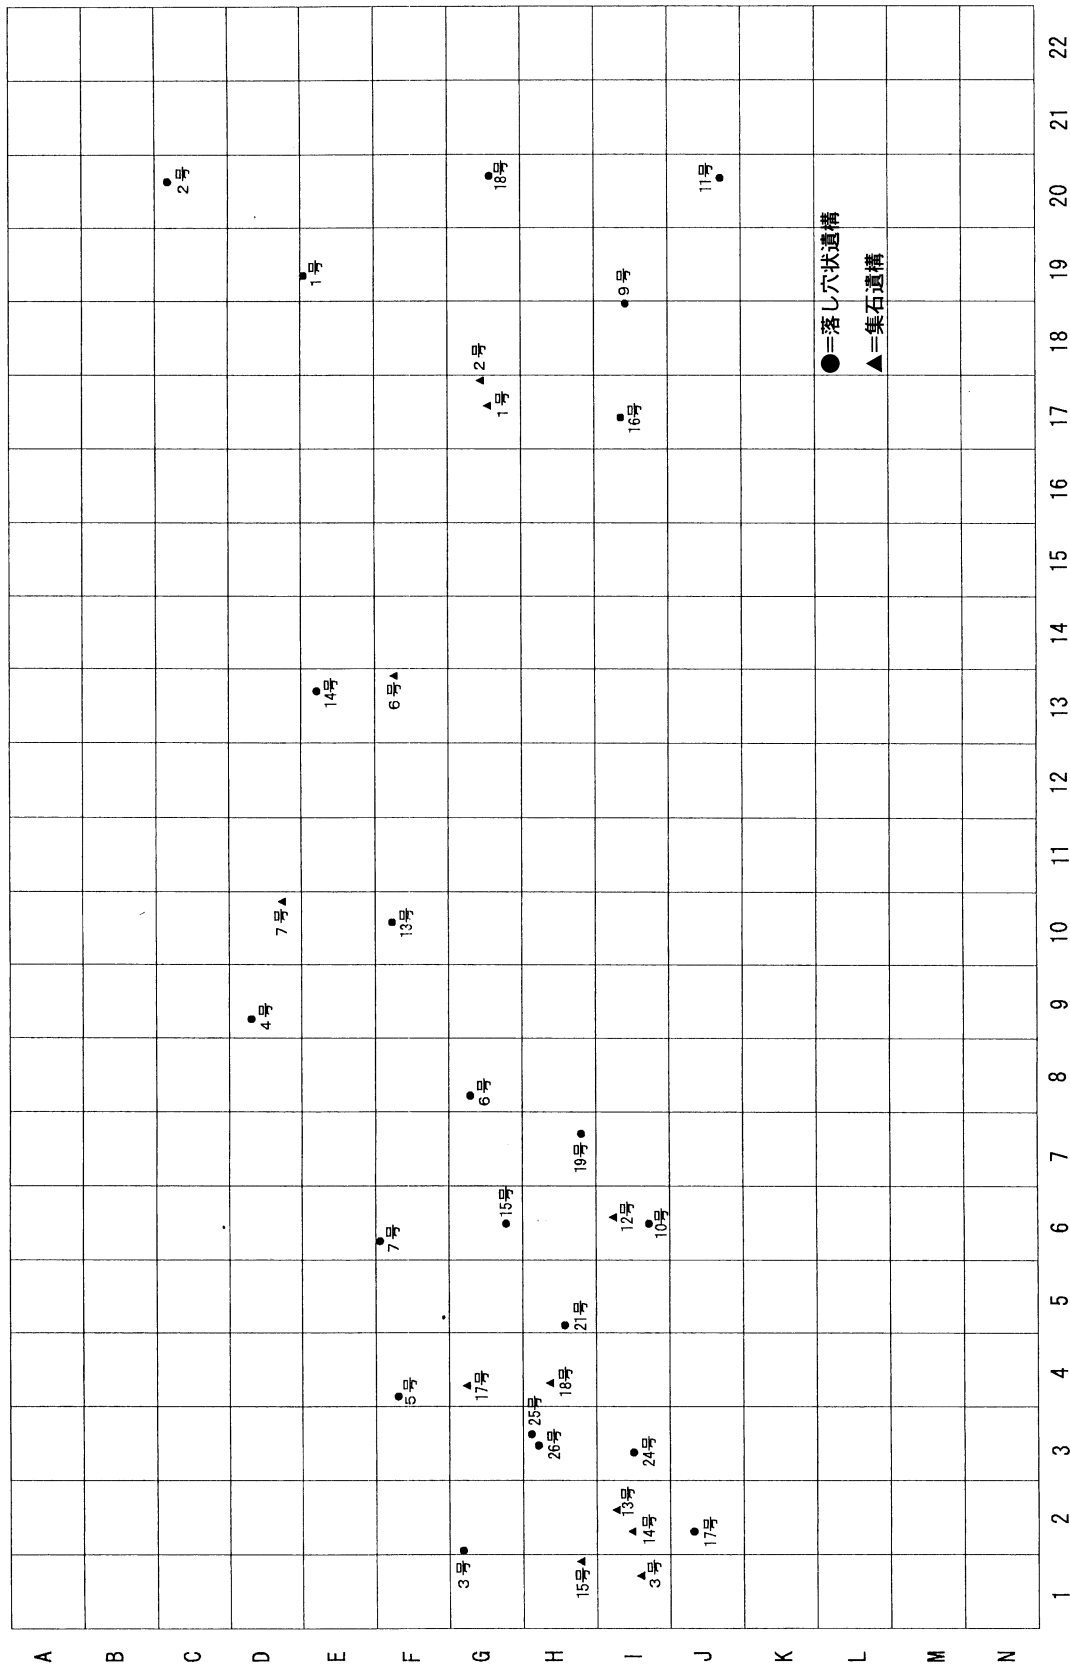 A
B
C
2号
D
4号
7号
E
14号
1号
F
5号
7号
13号
6号
G
3号
17号
15号
6号
1号
2号
18号
H
15号
26号
25号
18号
21号
19号
I
3号
14号
13号
24号
12号
10号
16号
9号
J
17号
11号
K
L
●=落し穴状遺構
▲=集石遺構
M
N
1 2 3 4 5 6 7 8 9 10 11 12 13 14 15 16 17 18 19 20 21 22